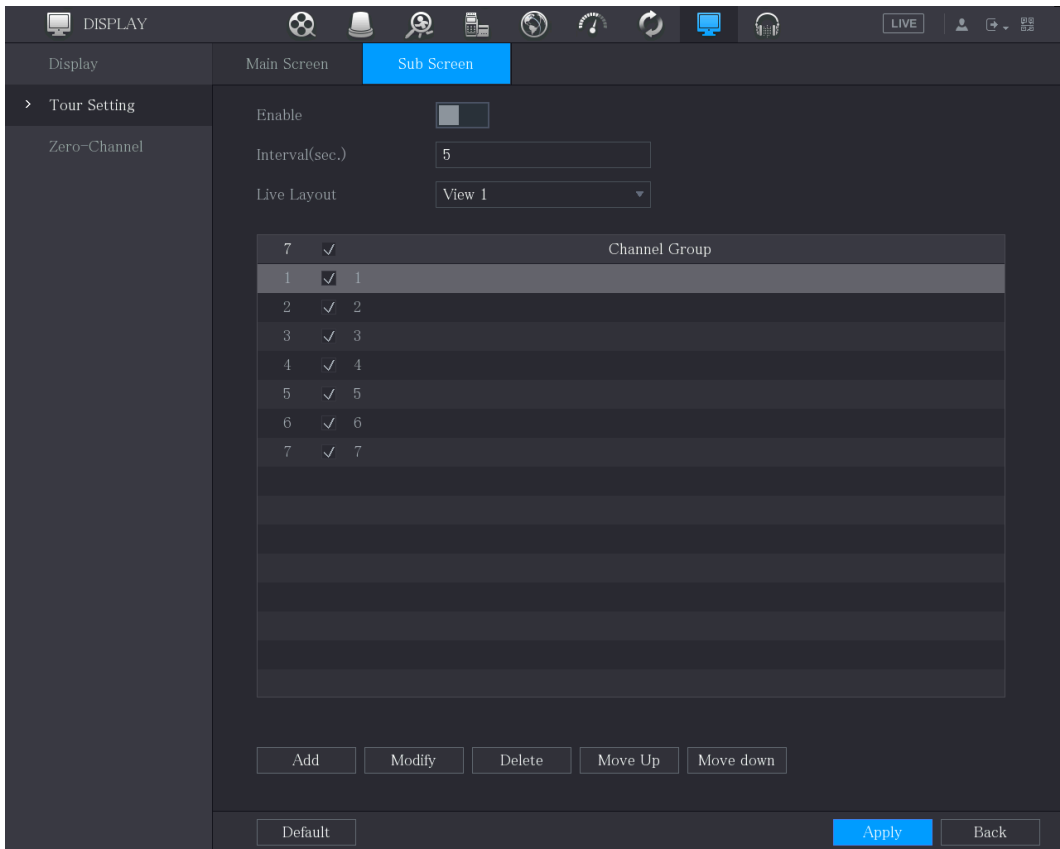 DISPLAY LIVE
Display Main Screen Sub Screen
Tour Setting Enable
Zero-Channel Interval(sec.) 5
Live Layout View 1
7 Channel Group
1 1
2 2
3 3
4 4
5 5
6 6
7 7
Add Modify Delete Move Up Move down
Default Apply Back